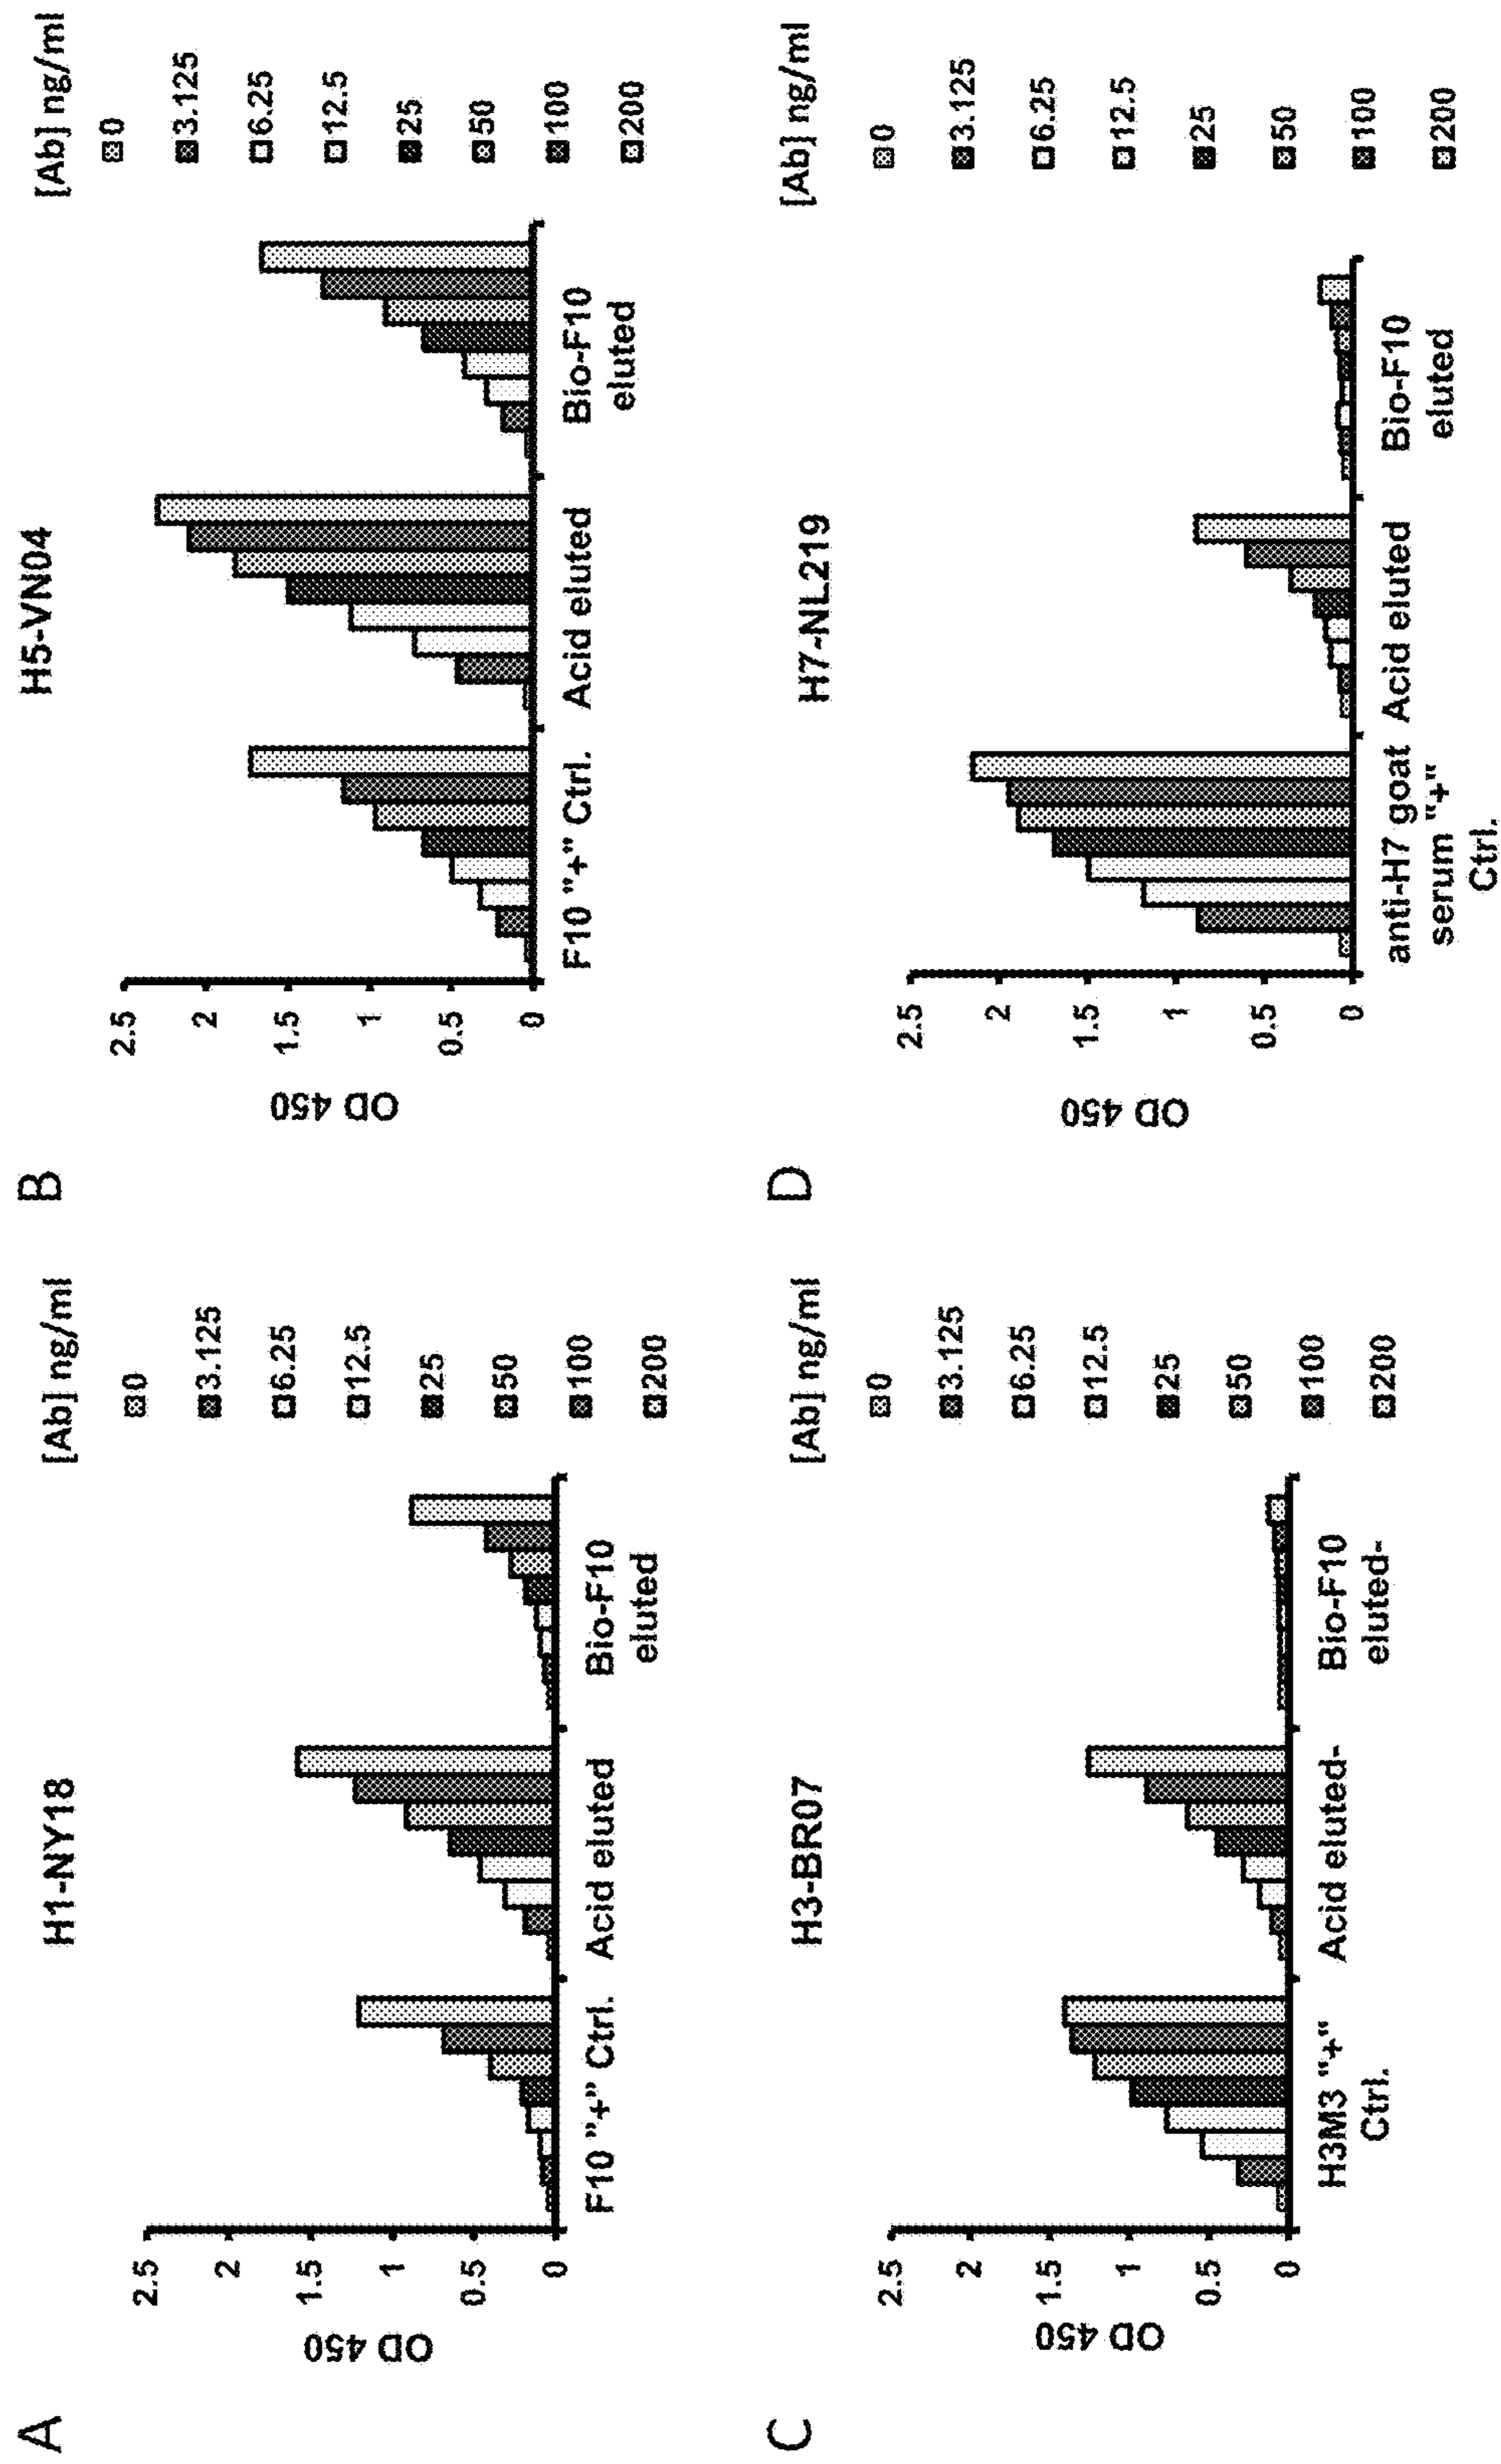 A
H1-NY18
OD 450
2.5
2
1.5
1
0.5
0
F10 "+" Ctrl.
Acid eluted
Bio-F10
eluted
[Ab] ng/ml
0
3.125
6.25
12.5
25
50
100
200
B
H5-VN04
OD 450
2.5
2
1.5
1
0.5
0
F10 "+" Ctrl.
Acid eluted
Bio-F10
eluted
[Ab] ng/ml
0
3.125
6.25
12.5
25
50
100
200
C
H3-BR07
OD 450
2.5
2
1.5
1
0.5
0
H3M3 "+"
Ctrl.
Acid eluted-
Bio-F10
eluted-
[Ab] ng/ml
0
3.125
6.25
12.5
25
50
100
200
D
H7-NL219
OD 450
2.5
2
1.5
1
0.5
0
anti-H7 goat
serum "+"
Ctrl.
Acid eluted
Bio-F10
eluted
[Ab] ng/ml
0
3.125
6.25
12.5
25
50
100
200